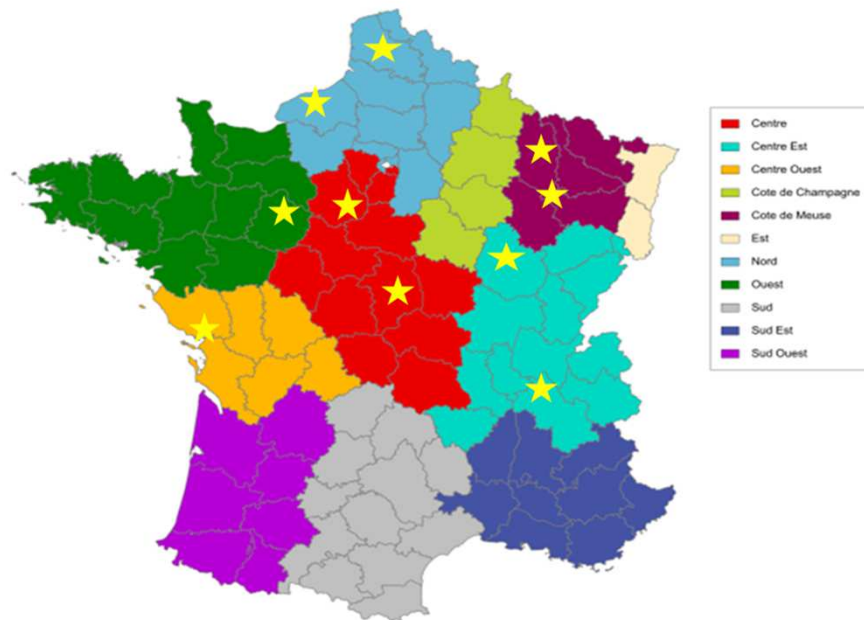 Centre
Centre Est
Centre Ouest
Cote de Champagne
Cote de Meuse
Est
Nord
Ouest
Sud
Sud Est
Sud Ouest